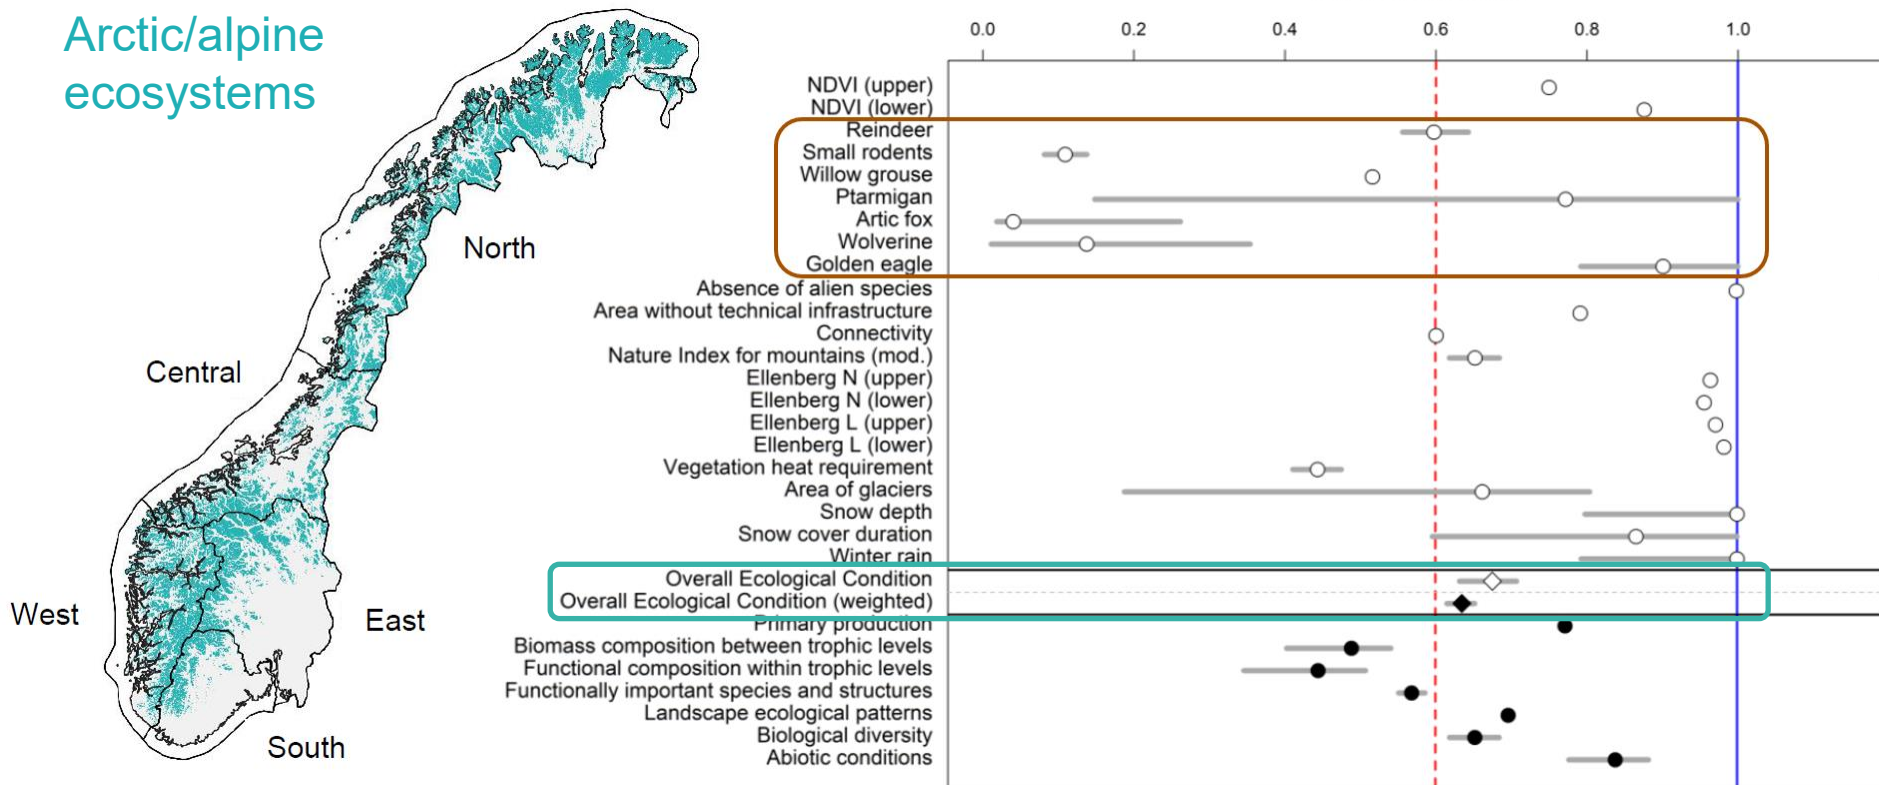 Arctic/alpine
ecosystems
North
Central
West
East
South
0.0 0.2 0.4 0.6 0.8 1.0
NDVI (upper)
NDVI (lower)
Reindeer
Small rodents
Willow grouse
Ptarmigan
Artic fox
Wolverine
Golden eagle
Absence of alien species
Area without technical infrastructure
Connectivity
Nature Index for mountains (mod.)
Ellenberg N (upper)
Ellenberg N (lower)
Ellenberg L (upper)
Ellenberg L (lower)
Vegetation heat requirement
Area of glaciers
Snow depth
Snow cover duration
Winter rain
Overall Ecological Condition
Overall Ecological Condition (weighted)
Primary production
Biomass composition between trophic levels
Functional composition within trophic levels
Functionally important species and structures
Landscape ecological patterns
Biological diversity
Abiotic conditions